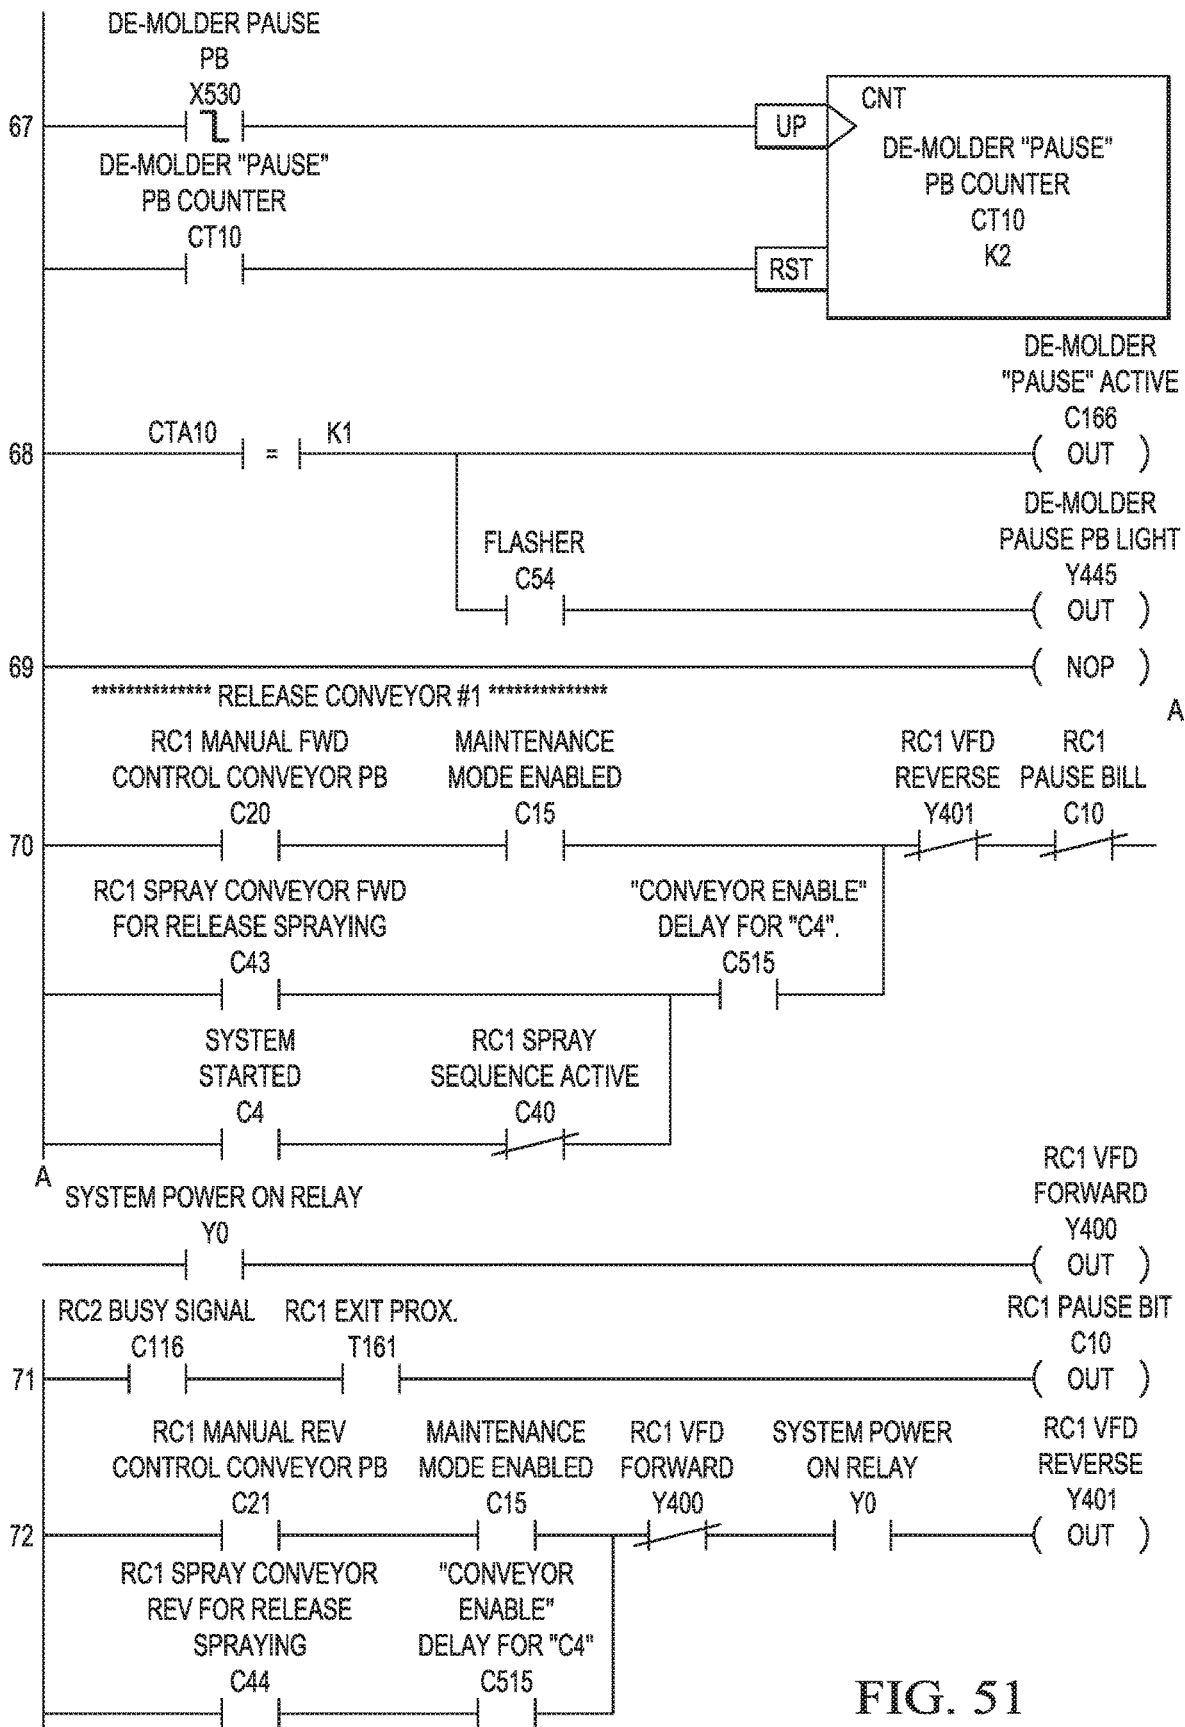 DE-MOLDER PAUSE
PB
X530
67
UP
CNT
DE-MOLDER "PAUSE"
PB COUNTER
CT10
K2
DE-MOLDER "PAUSE"
PB COUNTER
CT10
RST
DE-MOLDER
"PAUSE" ACTIVE
C166
68
CTA10
=
K1
( OUT )
DE-MOLDER
PAUSE PB LIGHT
FLASHER
C54
Y445
( OUT )
69
( NOP )
************** RELEASE CONVEYOR #1 **************
A
RC1 MANUAL FWD
CONTROL CONVEYOR PB
C20
MAINTENANCE
MODE ENABLED
C15
RC1 VFD
REVERSE
Y401
RC1
PAUSE BILL
C10
70
RC1 SPRAY CONVEYOR FWD
FOR RELEASE SPRAYING
C43
"CONVEYOR ENABLE"
DELAY FOR "C4".
C515
SYSTEM
STARTED
C4
RC1 SPRAY
SEQUENCE ACTIVE
C40
A
SYSTEM POWER ON RELAY
Y0
RC1 VFD
FORWARD
Y400
( OUT )
RC2 BUSY SIGNAL
C116
RC1 EXIT PROX.
T161
RC1 PAUSE BIT
C10
71
( OUT )
RC1 MANUAL REV
CONTROL CONVEYOR PB
C21
MAINTENANCE
MODE ENABLED
C15
RC1 VFD
FORWARD
Y400
SYSTEM POWER
ON RELAY
Y0
RC1 VFD
REVERSE
Y401
72
( OUT )
RC1 SPRAY CONVEYOR
REV FOR RELEASE
SPRAYING
C44
"CONVEYOR
ENABLE"
DELAY FOR "C4"
C515
FIG. 51